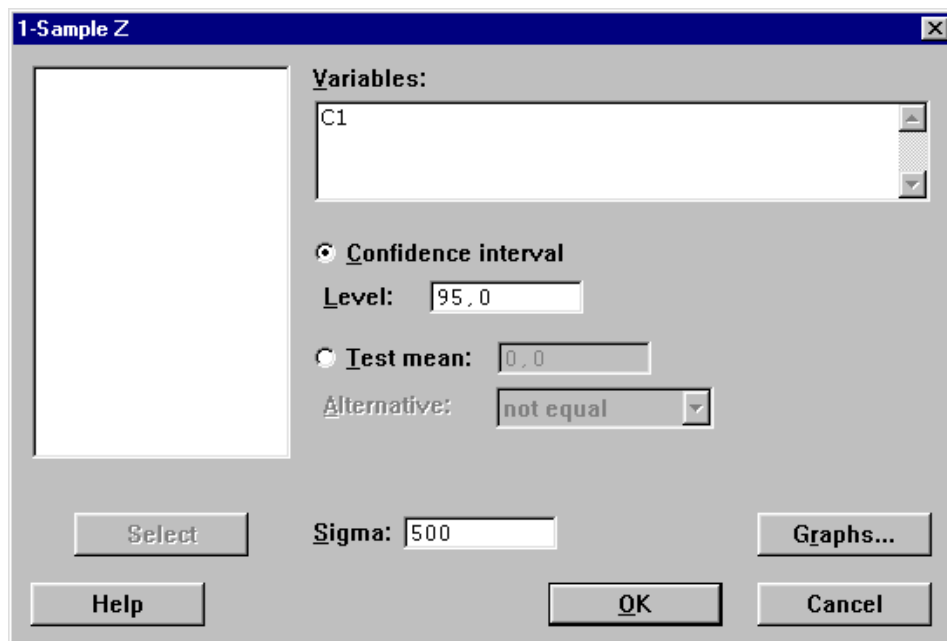 1-Sample Z
Variables:
C1
Confidence interval
Level: 95,0
Test mean: 0,0
Alternative: not equal
Select
Sigma: 500
Graphs...
Help
OK
Cancel